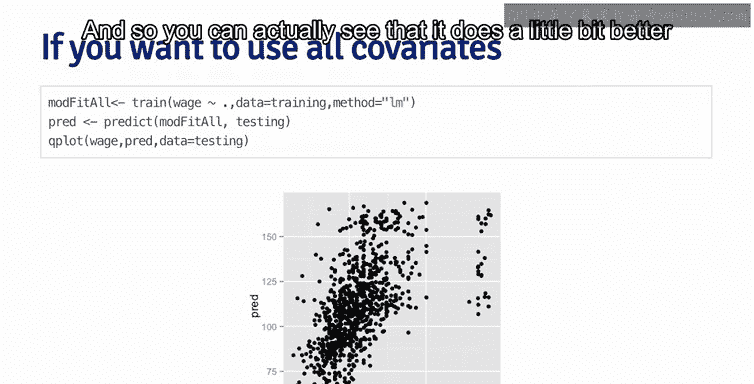 And so you can actually see that it does a little bit better
If you want to use all covariates
modFitAll<- train(wage ~ .,data=training,method="lm")
pred <- predict(modFitAll, testing)
qplot(wage,pred,data=testing)
150
125
pred
100
75